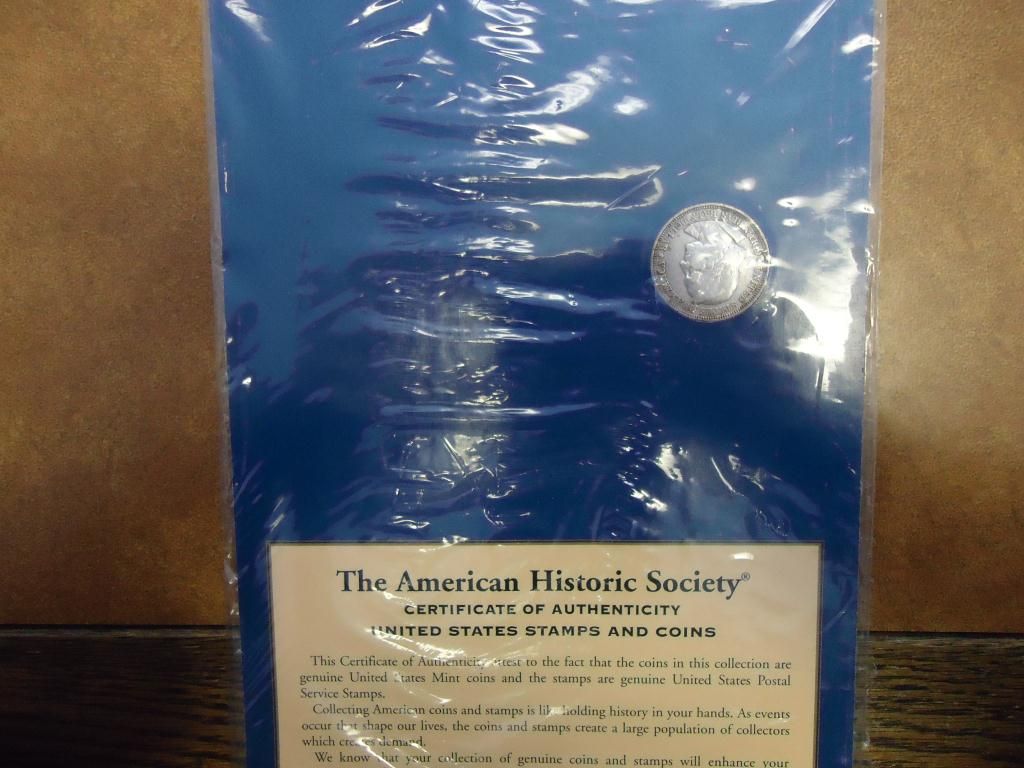 The American Historic Society®
CERTIFICATE OF AUTHENTICITY
UNITED STATES STAMPS AND COINS
This Certificate of Authenticity attest to the fact that the coins in this collection are
genuine United States Mint coins and the stamps are genuine United States Postal
Service Stamps.
Collecting American coins and stamps is like holding history in your hands. As events
occur that shape our lives, the coins and stamps create a large population of collectors
which creates demand.
We know that your collection of genuine coins and stamps will enhance your